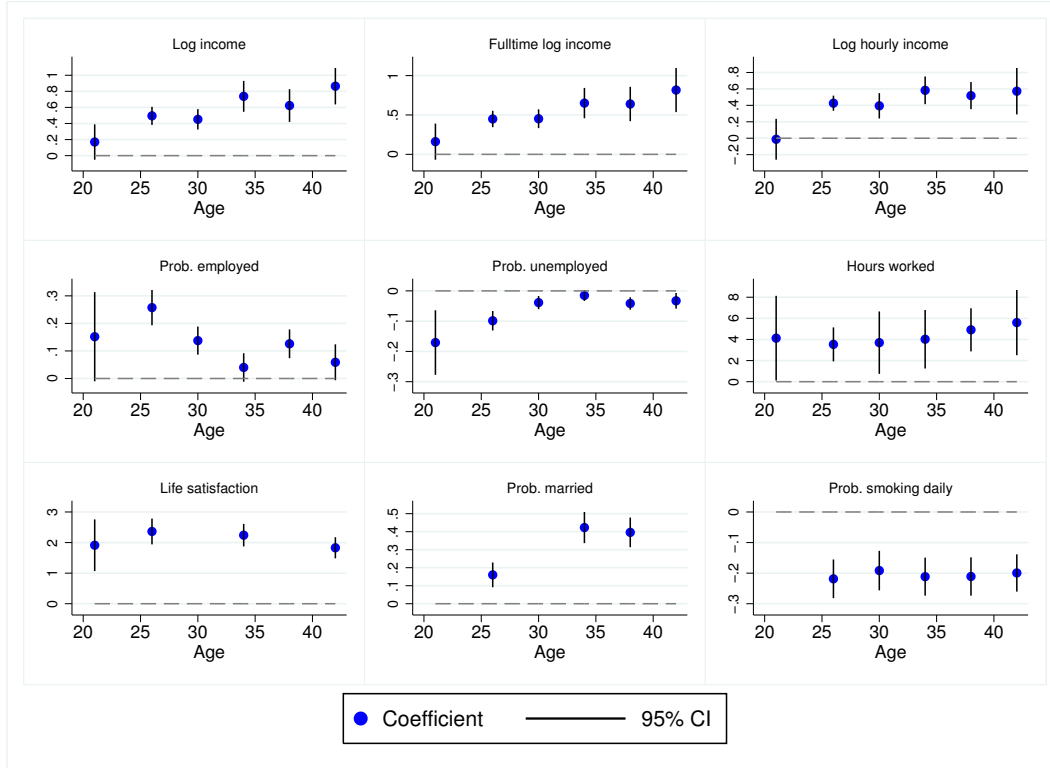 Log income
Fulltime log income
Log hourly income
0 .2 .4 .6 .8 1
0 .5 1
-.2 0 .2 .4 .6 .8
20 25 30 35 40
20 25 30 35 40
20 25 30 35 40
Age
Age
Age
Prob. employed
Prob. unemployed
Hours worked
0 .1 .2 .3
-.3 -.2 -.1 0
0 2 4 6 8
20 25 30 35 40
20 25 30 35 40
20 25 30 35 40
Age
Age
Age
Life satisfaction
Prob. married
Prob. smoking daily
0 1 2 3
0 .1 .2 .3 .4 .5
-.3 -.2 -.1 0
20 25 30 35 40
20 25 30 35 40
20 25 30 35 40
Age
Age
Age
Coefficient 95% CI